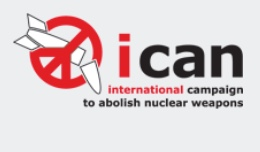 ican
international campaign
to abolish nuclear weapons